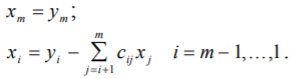 x_m = y_m ;
x_i = y_i − ∑_{j=i+1}^{m} c_{ij} x_j   i = m − 1,...,1 .